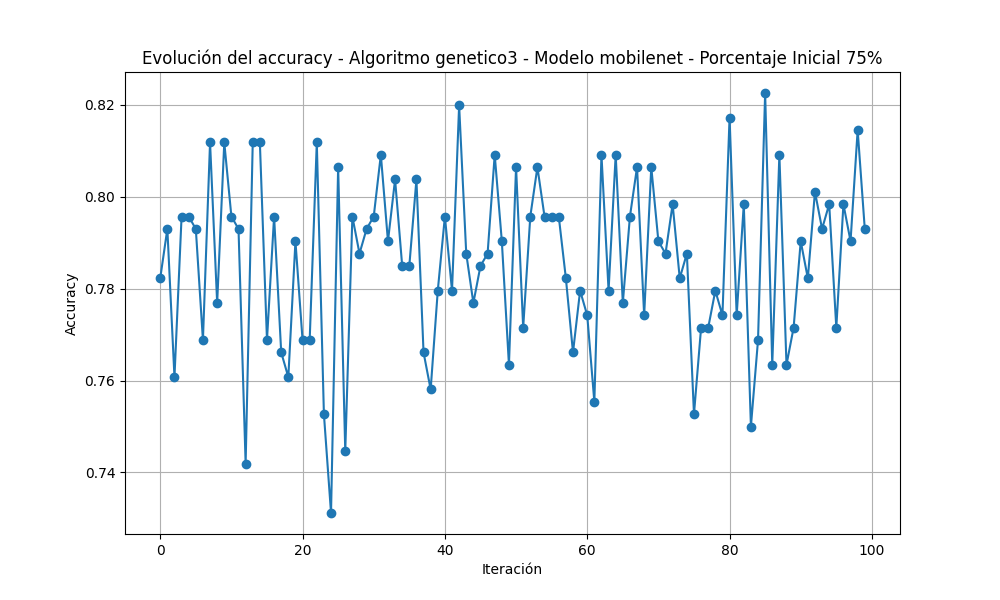 Evolución del accuracy - Algoritmo genetico3 - Modelo mobilenet - Porcentaje Inicial 75%
0.82
0.80
0.78
0.76
0.74
Accuracy
0 20 40 60 80 100
Iteración